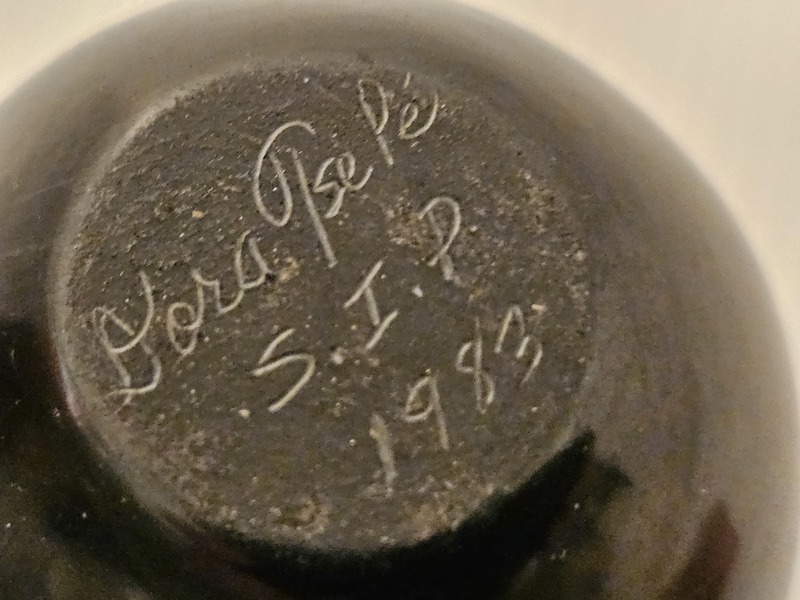 Dora Tse Pé
S.I.P
1983